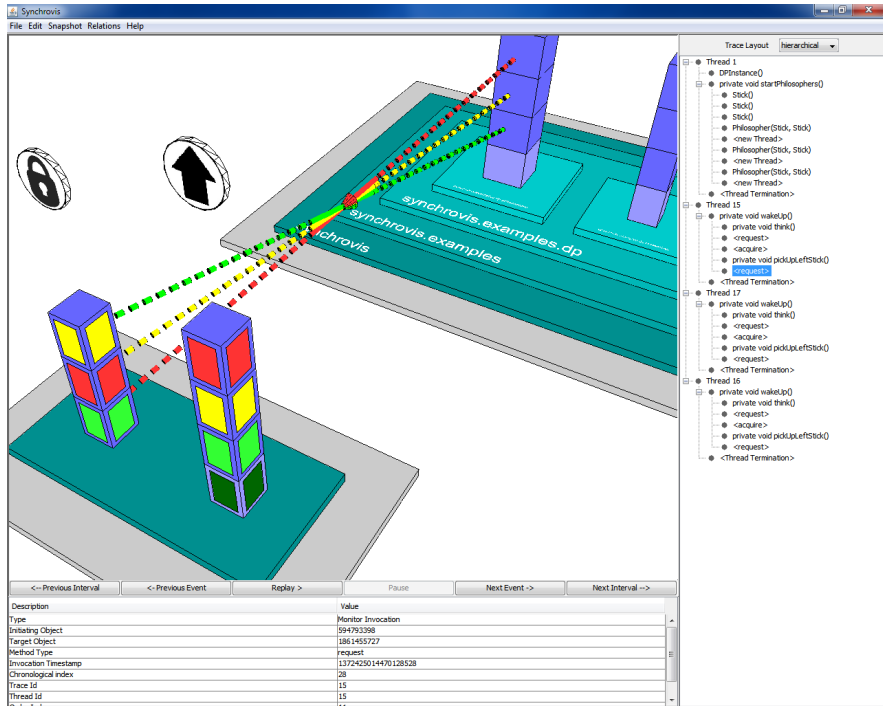 Synchrovis
File Edit Snapshot Relations Help
Trace Layout hierarchical
Thread 1
DPInstance()
private void startPhilosophers()
Stick()
Stick()
Stick()
Philosopher(Stick, Stick)
<new Thread>
Philosopher(Stick, Stick)
<new Thread>
Philosopher(Stick, Stick)
<new Thread>
<Thread Termination>
Thread 15
private void wakeUp()
private void think()
<request>
<acquire>
private void pickUpLeftStick()
<request>
<Thread Termination>
Thread 17
private void wakeUp()
private void think()
<request>
<acquire>
private void pickUpLeftStick()
<request>
<Thread Termination>
Thread 16
private void wakeUp()
private void think()
<request>
<acquire>
private void pickUpLeftStick()
<request>
<Thread Termination>
synchrovis.examples.dp
synchrovis.examples
nchrovis
<-- Previous Interval <- Previous Event Replay > Pause Next Event -> Next Interval -->
Description Value
Type Monitor Invocation
Initiating Object 594793398
Target Object 1861455727
Method Type request
Invocation Timestamp 1372425014470128528
Chronological index 28
Trace Id 15
Thread Id 15